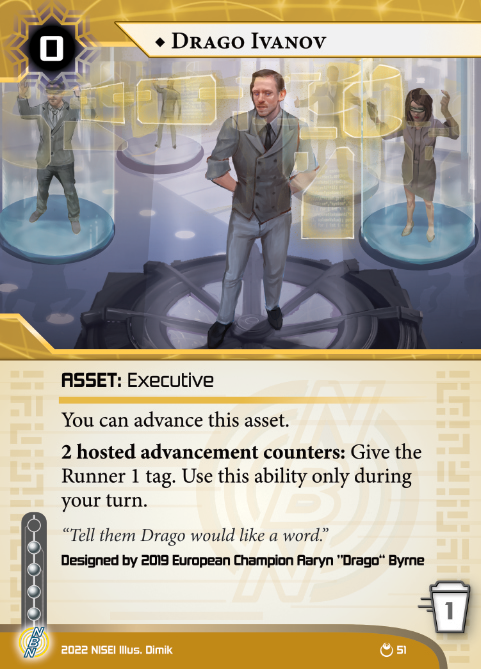 0
◆ Drago Ivanov
ASSET: Executive
You can advance this asset.
2 hosted advancement counters: Give the
Runner 1 tag. Use this ability only during
your turn.
“Tell them Drago would like a word.”
Designed by 2019 European Champion Aaryn "Drago" Byrne
1
NBN
2022 NISEI Illus. Dimik
51